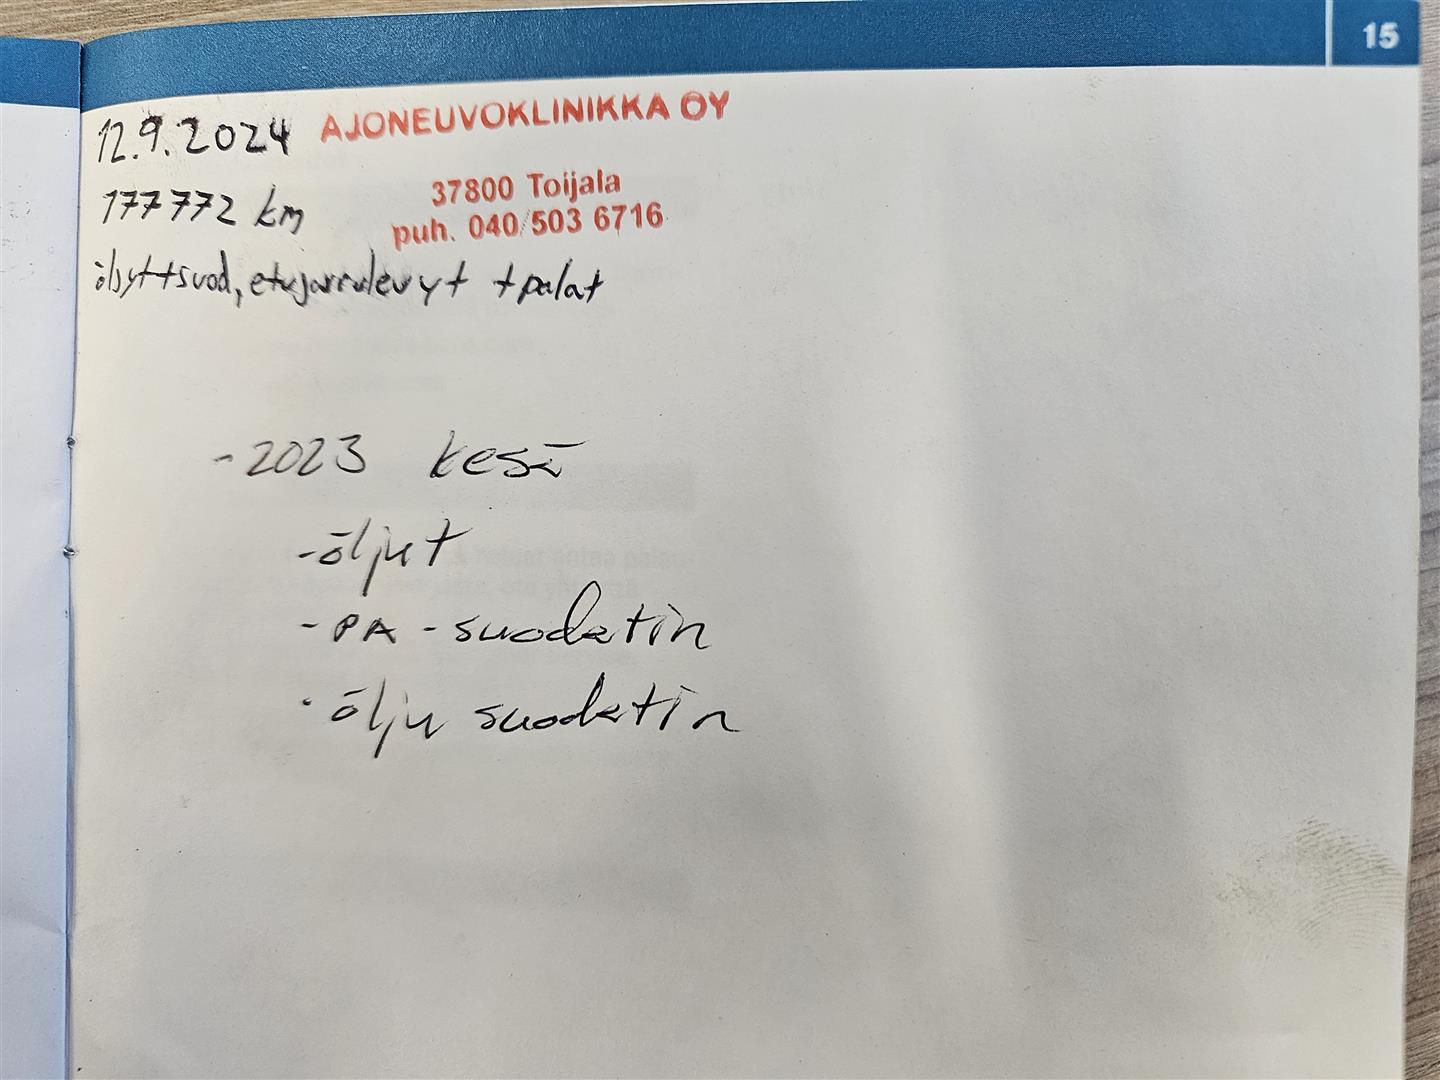 15
12.9.2024 AJONEUVOKLINIKKA OY
37800 Toijala
177772 km
puh. 040/503 6716
ölsyt+suod, etujarrulevyt +palat
-2023 kesä
-öljyt
-PA-suodatin
-öljy suodatin